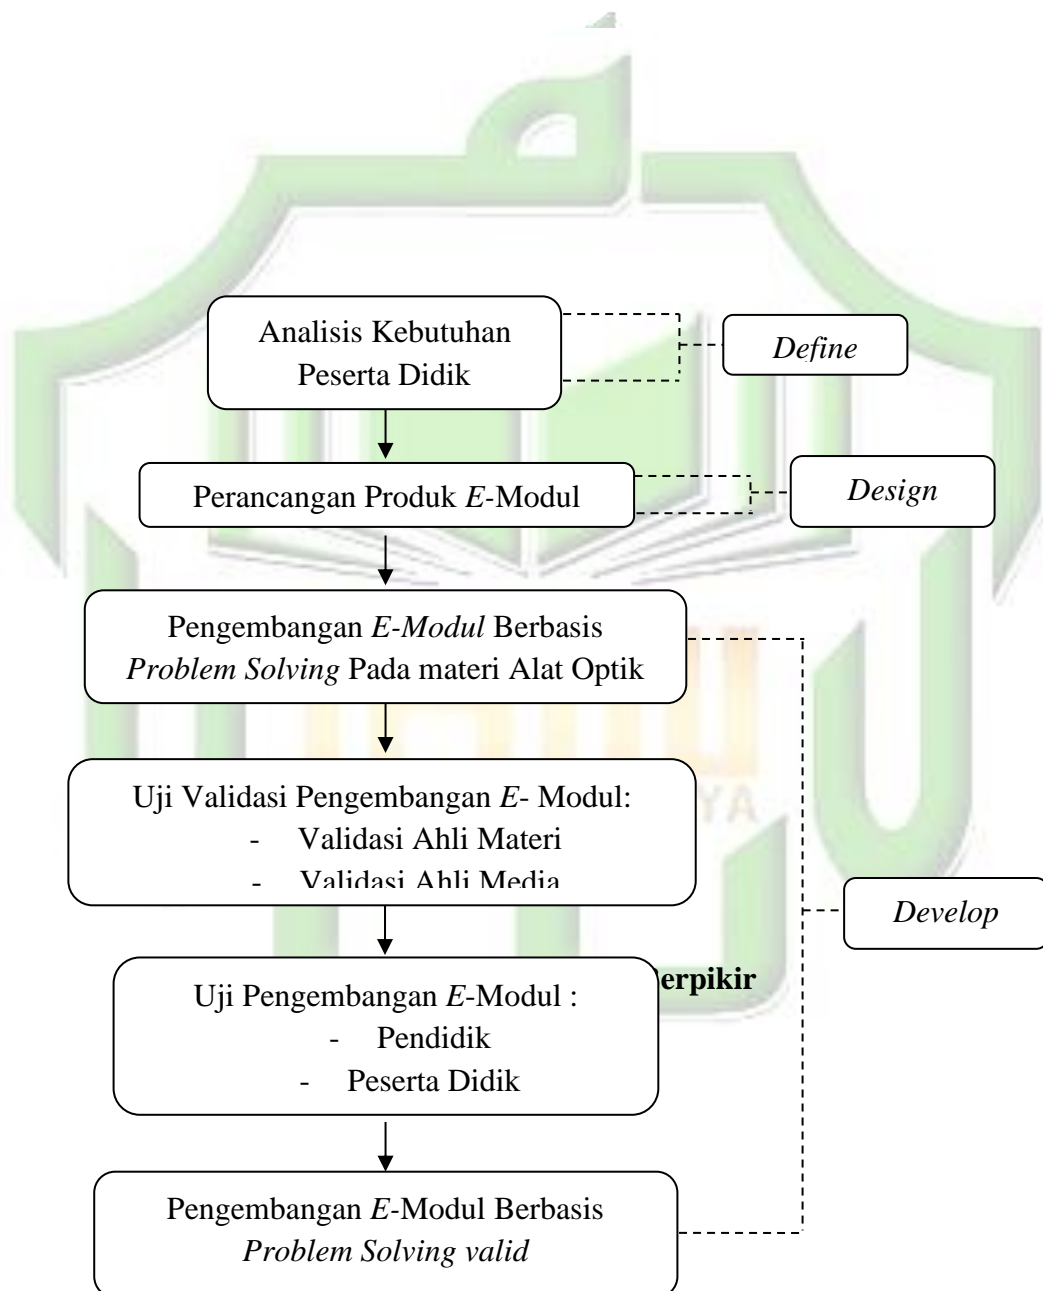 Analisis Kebutuhan
Peserta Didik
Define
Perancangan Produk E-Modul
Design
Pengembangan E-Modul Berbasis
Problem Solving Pada materi Alat Optik
Uji Validasi Pengembangan E- Modul:
- Validasi Ahli Materi
- Validasi Ahli Media
Develop
Uji Pengembangan E-Modul :
- Pendidik
- Peserta Didik
Pengembangan E-Modul Berbasis
Problem Solving valid